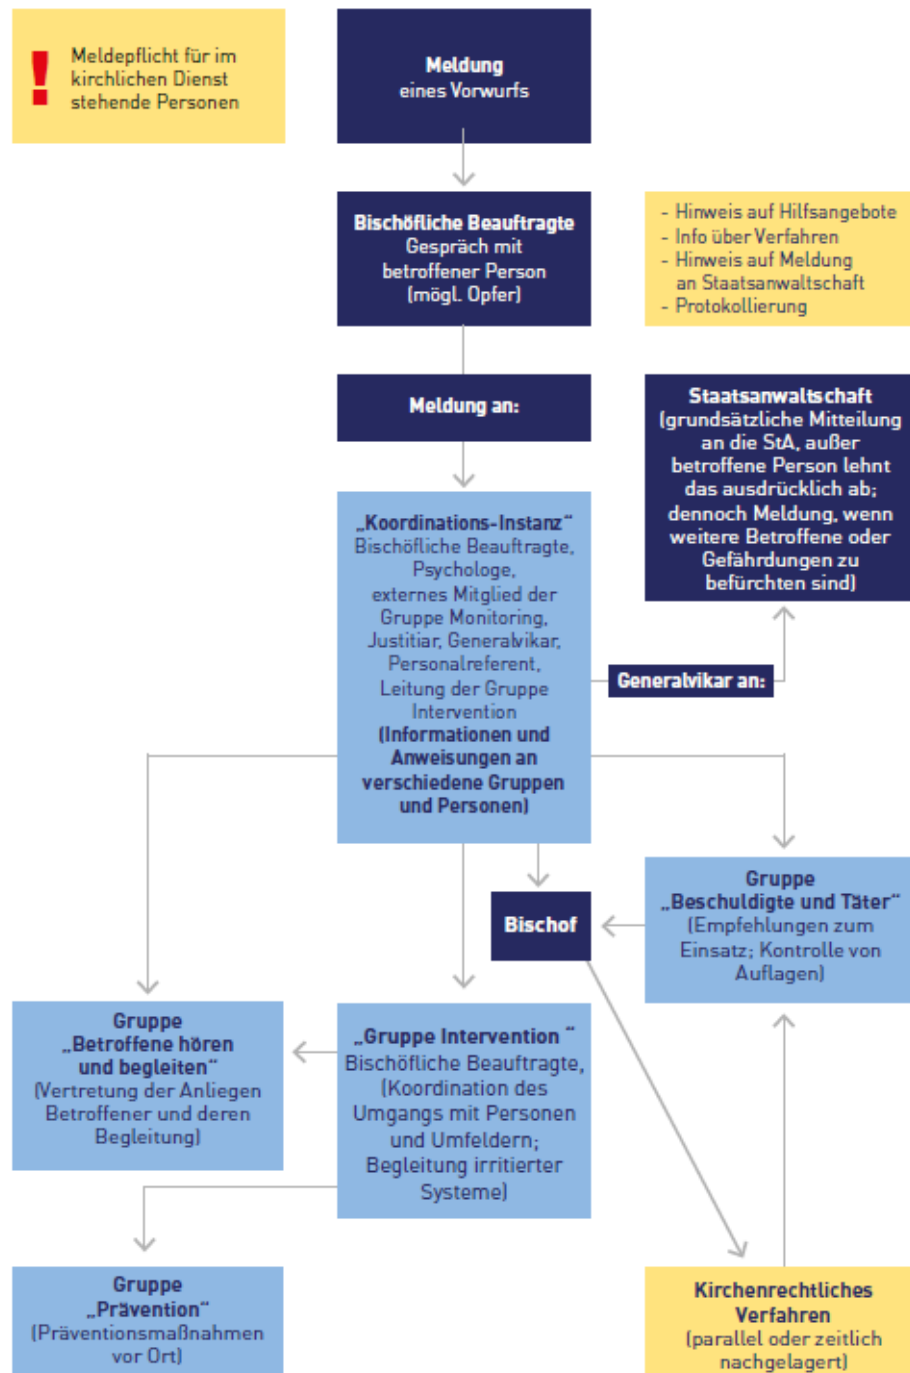 !
Meldepflicht für im
kirchlichen Dienst
stehende Personen
Meldung
eines Vorwurfs
Bischöfliche Beauftragte
Gespräch mit
betroffener Person
(mögl. Opfer)
- Hinweis auf Hilfsangebote
- Info über Verfahren
- Hinweis auf Meldung
an Staatsanwaltschaft
- Protokollierung
Meldung an:
Staatsanwaltschaft
(grundsätzliche Mitteilung
an die StA, außer
betroffene Person lehnt
das ausdrücklich ab;
dennoch Meldung, wenn
weitere Betroffene oder
Gefährdungen zu
befürchten sind)
„Koordinations-Instanz“
Bischöfliche Beauftragte,
Psychologe,
externes Mitglied der
Gruppe Monitoring,
Justitiar, Generalvikar,
Personalreferent,
Leitung der Gruppe
Intervention
(Informationen und
Anweisungen an
verschiedene Gruppen
und Personen)
Generalvikar an:
Gruppe
„Beschuldigte und Täter“
(Empfehlungen zum
Einsatz; Kontrolle von
Auflagen)
Bischof
Gruppe
„Betroffene hören
und begleiten“
(Vertretung der Anliegen
Betroffener und deren
Begleitung)
„Gruppe Intervention “
Bischöfliche Beauftragte,
(Koordination des
Umgangs mit Personen
und Umfeldern;
Begleitung irritierter
Systeme)
Gruppe
„Prävention“
(Präventionsmaßnahmen
vor Ort)
Kirchenrechtliches
Verfahren
(parallel oder zeitlich
nachgelagert)